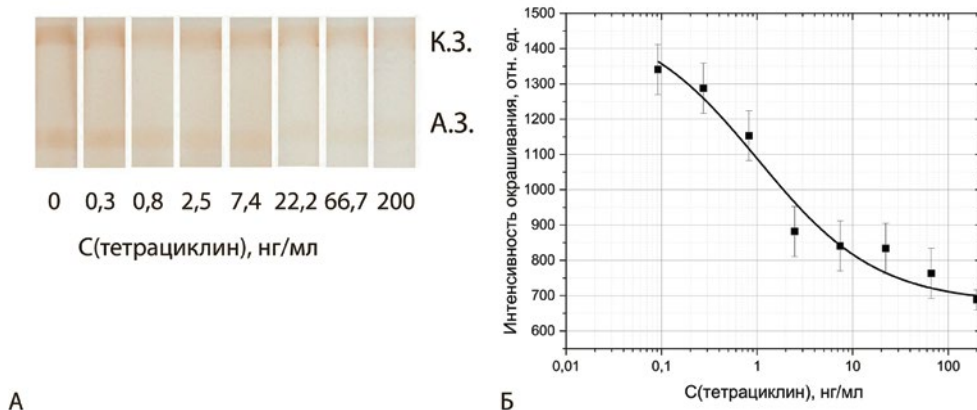 К.З.
А.З.
0 0,3 0,8 2,5 7,4 22,2 66,7 200
С(тетрациклин), нг/мл
А
Интенсивность окрашивания, отн. ед.
1500
1400
1300
1200
1100
1000
900
800
700
600
0,01 0,1 1 10 100
С(тетрациклин), нг/мл
Б